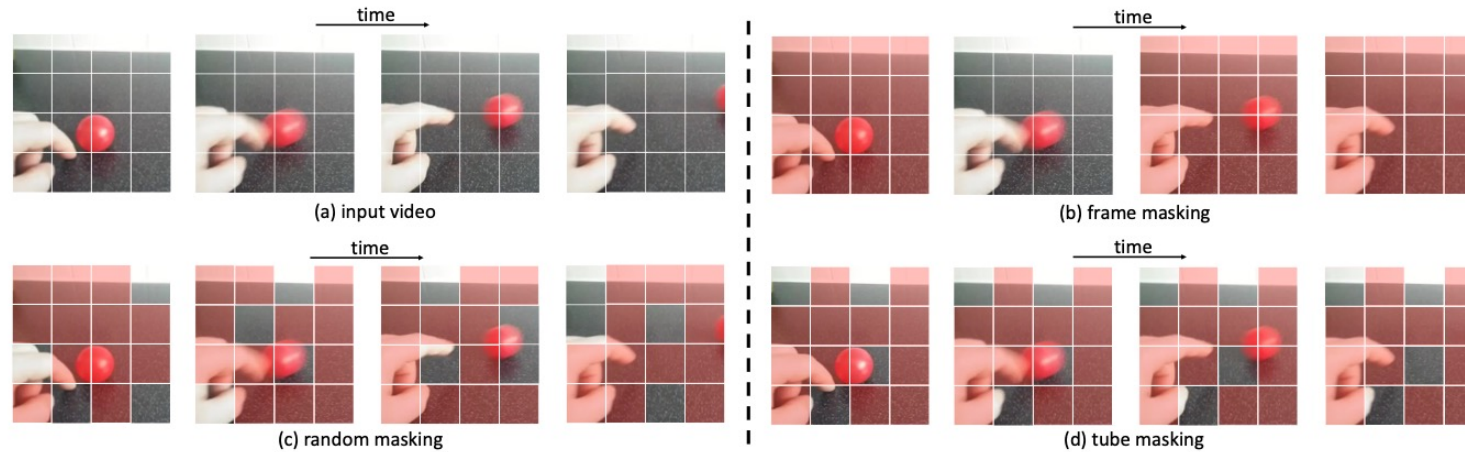 time
time
(a) input video
(b) frame masking
time
time
(c) random masking
(d) tube masking